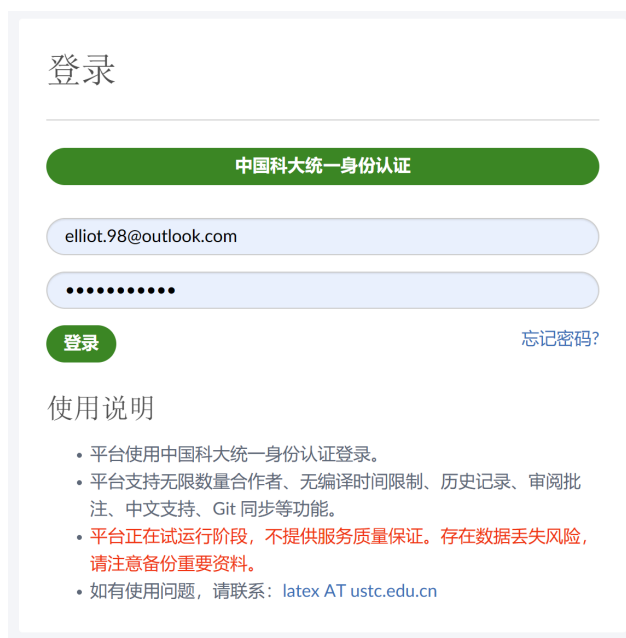 登录
中国科大统一身份认证
elliot.98@outlook.com
•••••••••••
登录
忘记密码?
使用说明
• 平台使用中国科大统一身份认证登录。
• 平台支持无限数量合作者、无编译时间限制、历史记录、审阅批
注、中文支持、Git 同步等功能。
• 平台正在试运行阶段，不提供服务质量保证。存在数据丢失风险，
请注意备份重要资料。
• 如有使用问题，请联系：latex AT ustc.edu.cn